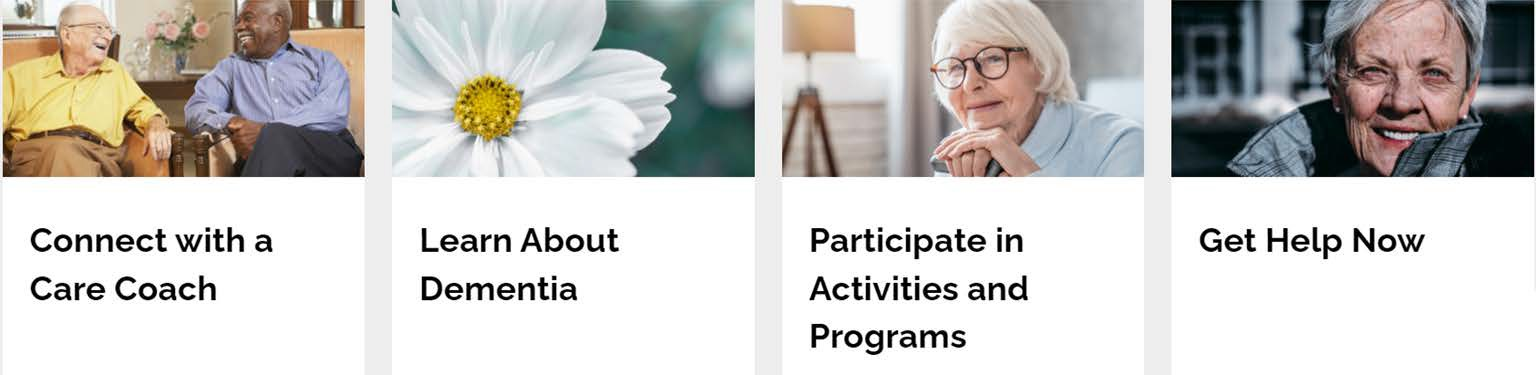 Connect with a
Care Coach
Learn About
Dementia
Participate in
Activities and
Programs
Get Help Now